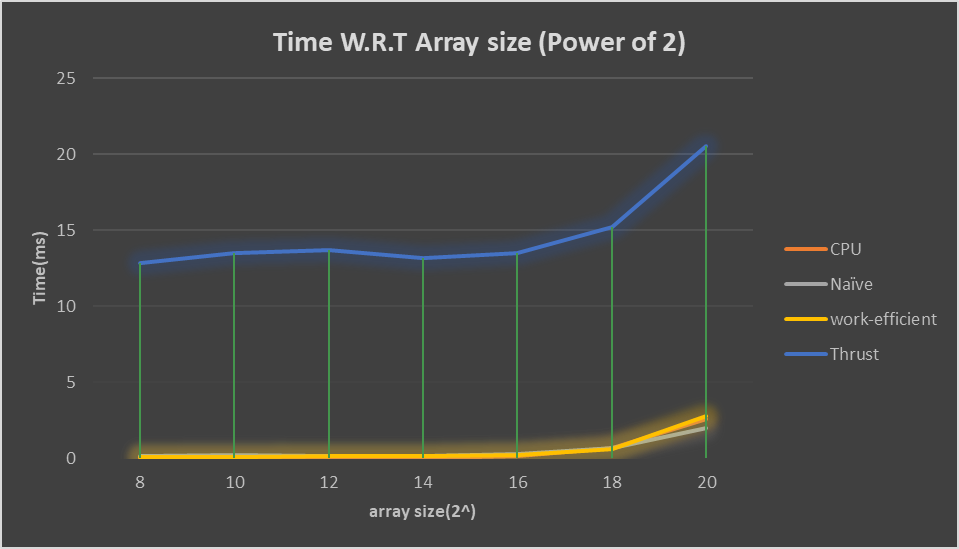 Time W.R.T Array size (Power of 2)
25
20
15
10
5
0
Time(ms)
8 10 12 14 16 18 20
array size(2^)
CPU
Naïve
work-efficient
Thrust